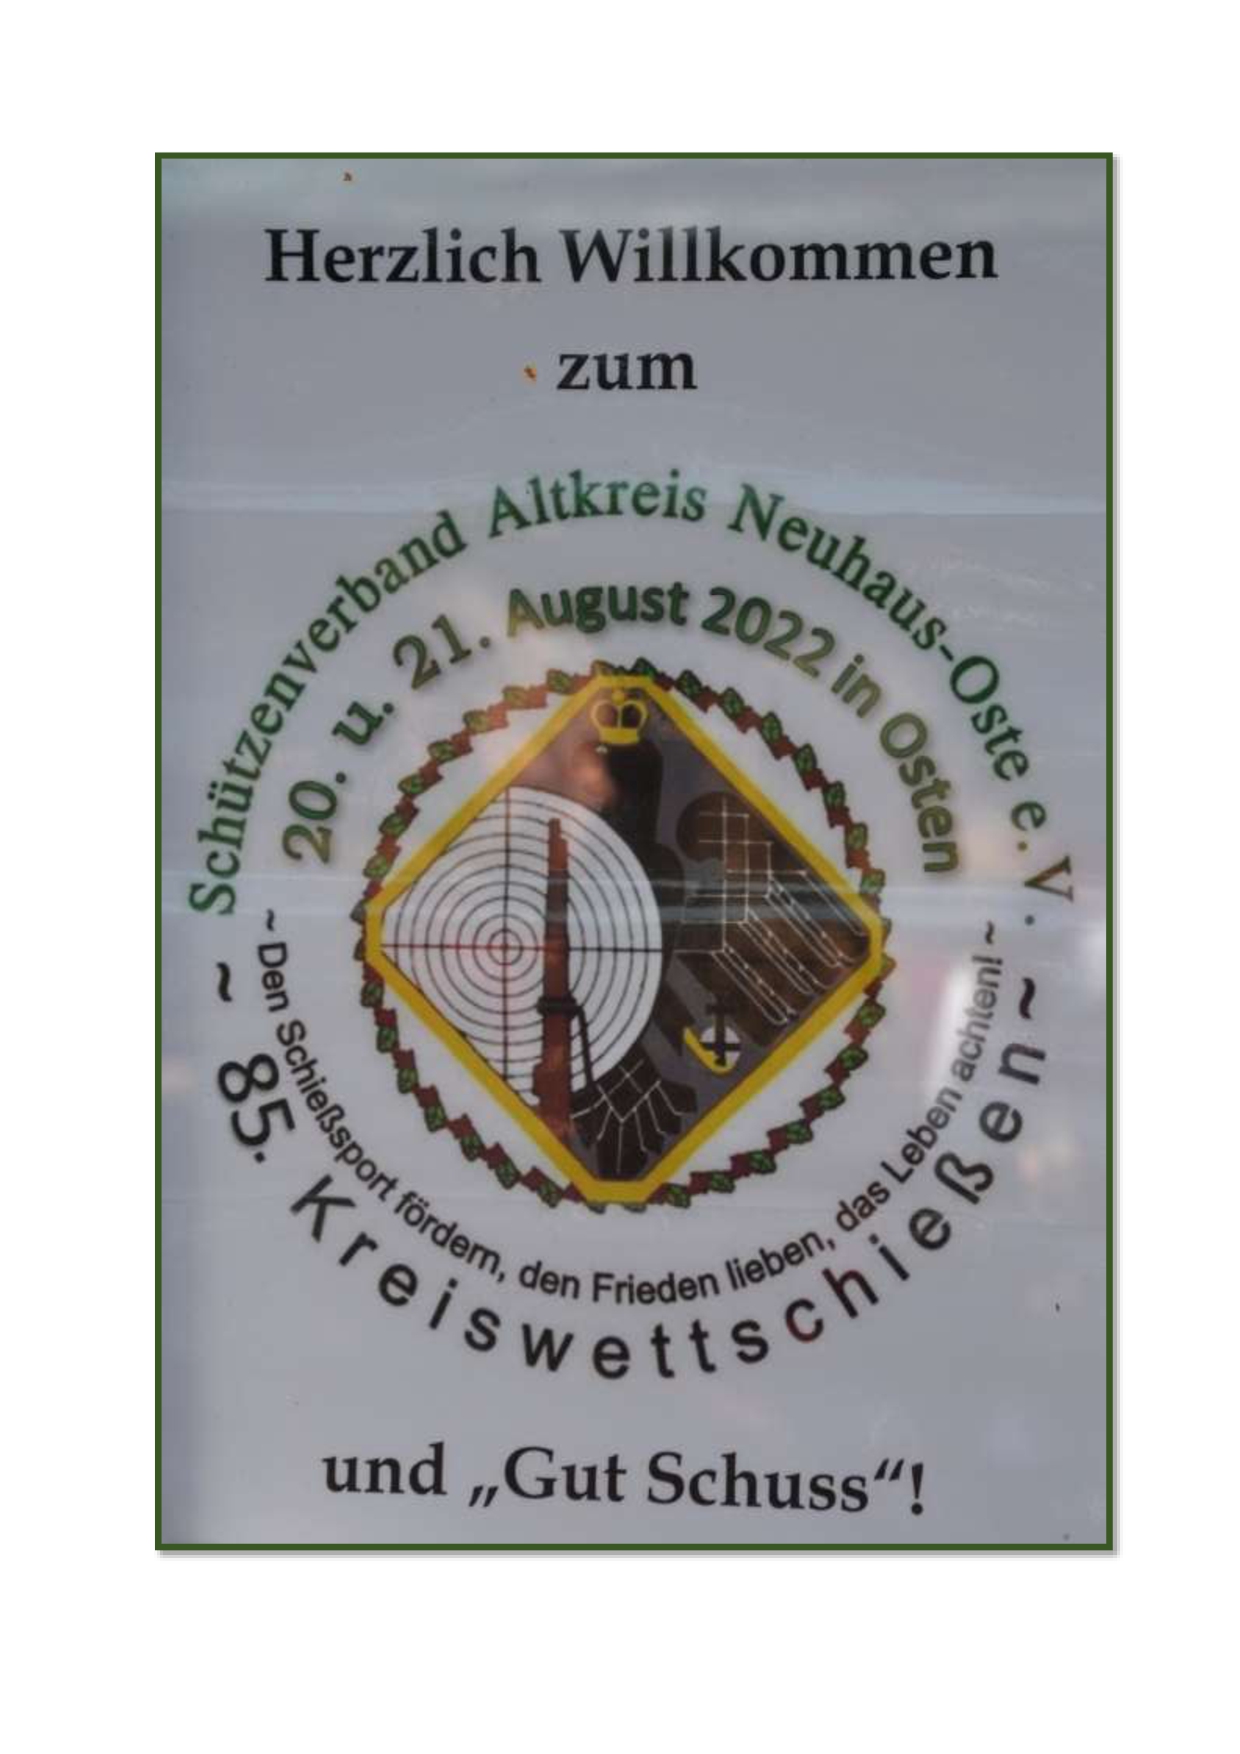 Herzlich Willkommen
zum
Schützenverband Altkreis Neuhaus-Oste e.V.
20. u. 21. August 2022 in Osten
~ Den Schießsport fördern, den Frieden lieben, das Leben achten! ~
~ 85. Kreiswettschießen ~
und „Gut Schuss“!